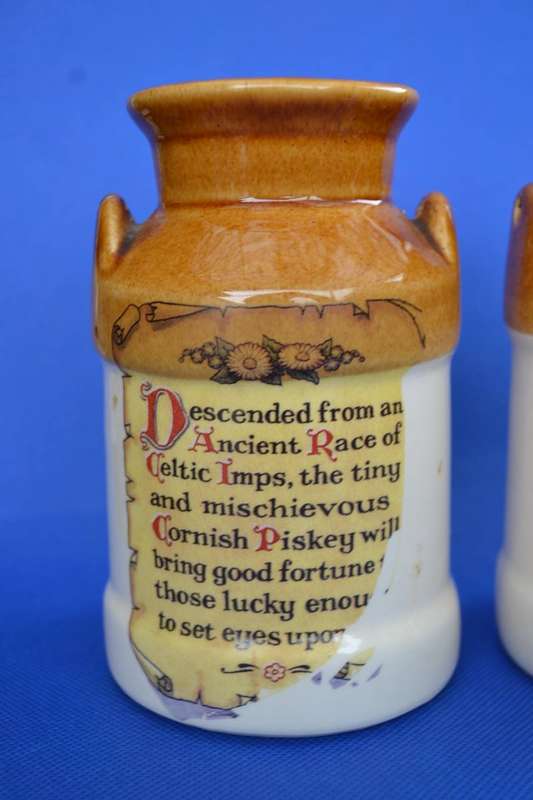 Descended from an
Ancient Race of
Celtic Imps, the tiny
and mischievous
Cornish Piskey will
bring good fortune
those lucky enou
to set eyes upon